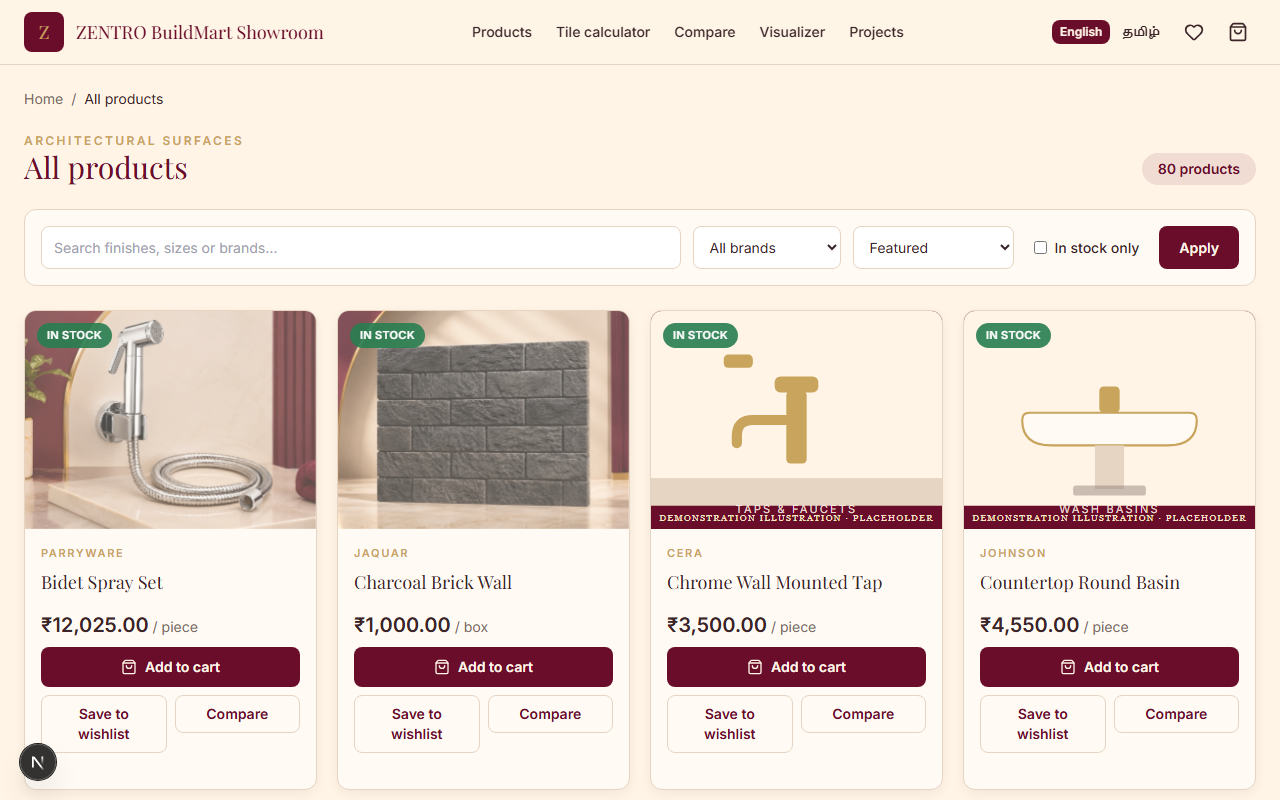 Z
ZENTRO BuildMart Showroom
Products
Tile calculator
Compare
Visualizer
Projects
English
தமிழ்
Home / All products
ARCHITECTURAL SURFACES
All products
80 products
Search finishes, sizes or brands...
All brands
Featured
In stock only
Apply
IN STOCK
PARRYWARE
Bidet Spray Set
₹12,025.00 / piece
Add to cart
Save to
wishlist
Compare
IN STOCK
JAQUAR
Charcoal Brick Wall
₹1,000.00 / box
Add to cart
Save to
wishlist
Compare
IN STOCK
TAPS & FAUCETS
DEMONSTRATION ILLUSTRATION · PLACEHOLDER
CERA
Chrome Wall Mounted Tap
₹3,500.00 / piece
Add to cart
Save to
wishlist
Compare
IN STOCK
WASH BASINS
DEMONSTRATION ILLUSTRATION · PLACEHOLDER
JOHNSON
Countertop Round Basin
₹4,550.00 / piece
Add to cart
Save to
wishlist
Compare
N